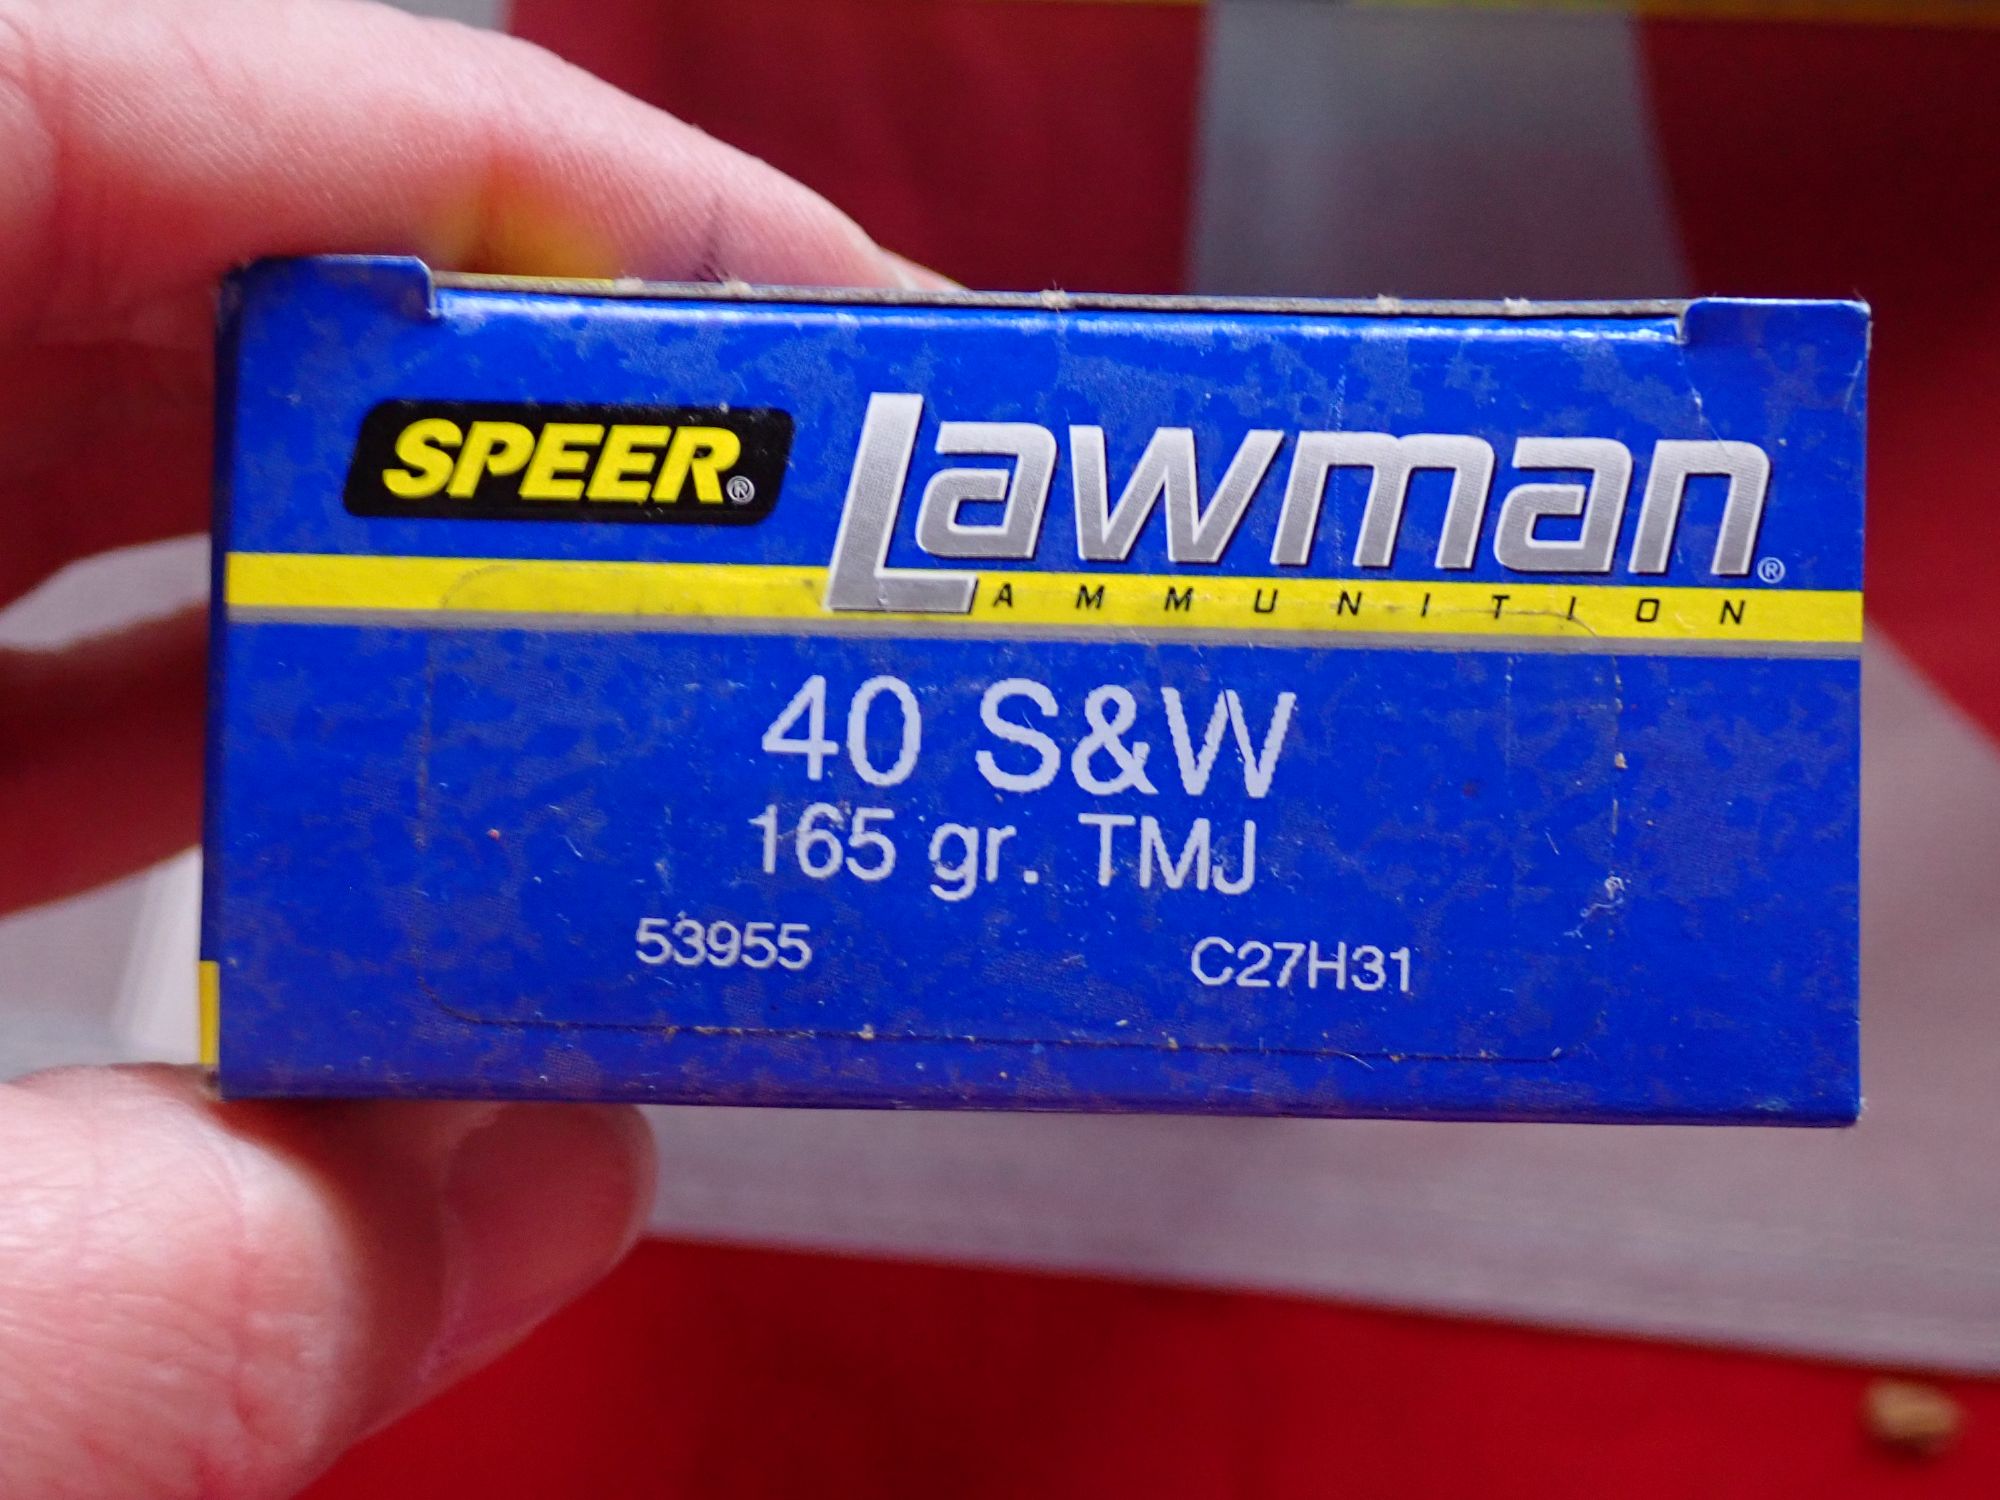 SPEER® Lawman®
AMMUNITION
40 S&W
165 gr. TMJ
53955 C27H31